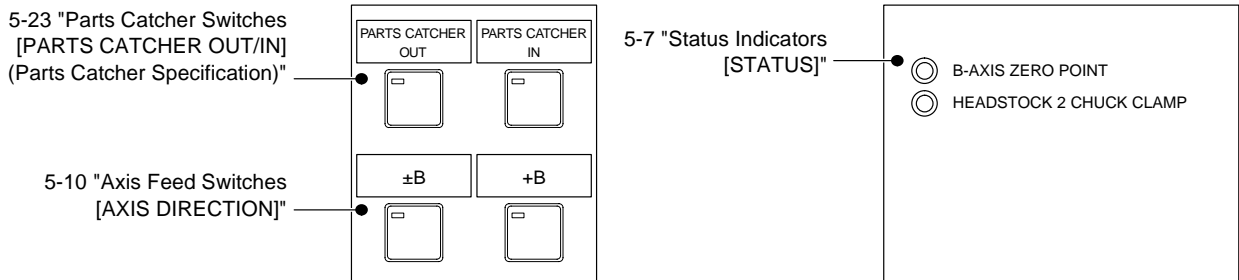 5-23 "Parts Catcher Switches
[PARTS CATCHER OUT/IN]
(Parts Catcher Specification)"
PARTS CATCHER
OUT
PARTS CATCHER
IN
5-10 "Axis Feed Switches
[AXIS DIRECTION]"
±B
+B
5-7 "Status Indicators
[STATUS]"
B-AXIS ZERO POINT
HEADSTOCK 2 CHUCK CLAMP